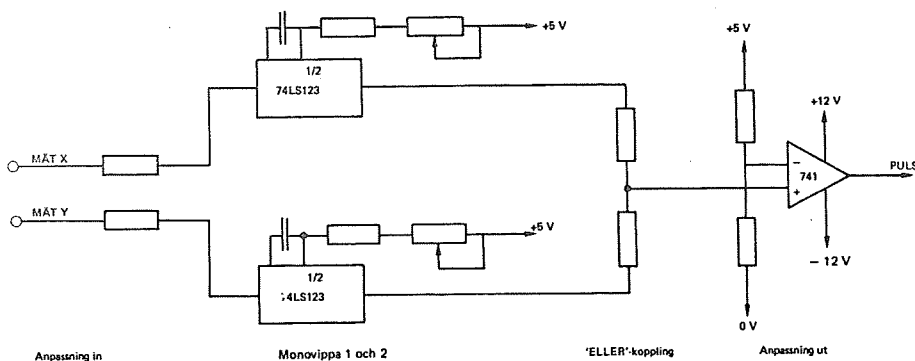 +5 V
1/2
74LS123
MÄT X
MÄT Y
+5 V
1/2
74LS123
+5 V
+12 V
−
741
+
PULS
− 12 V
0 V
Anpassning in
Monovippa 1 och 2
'ELLER'-koppling
Anpassning ut